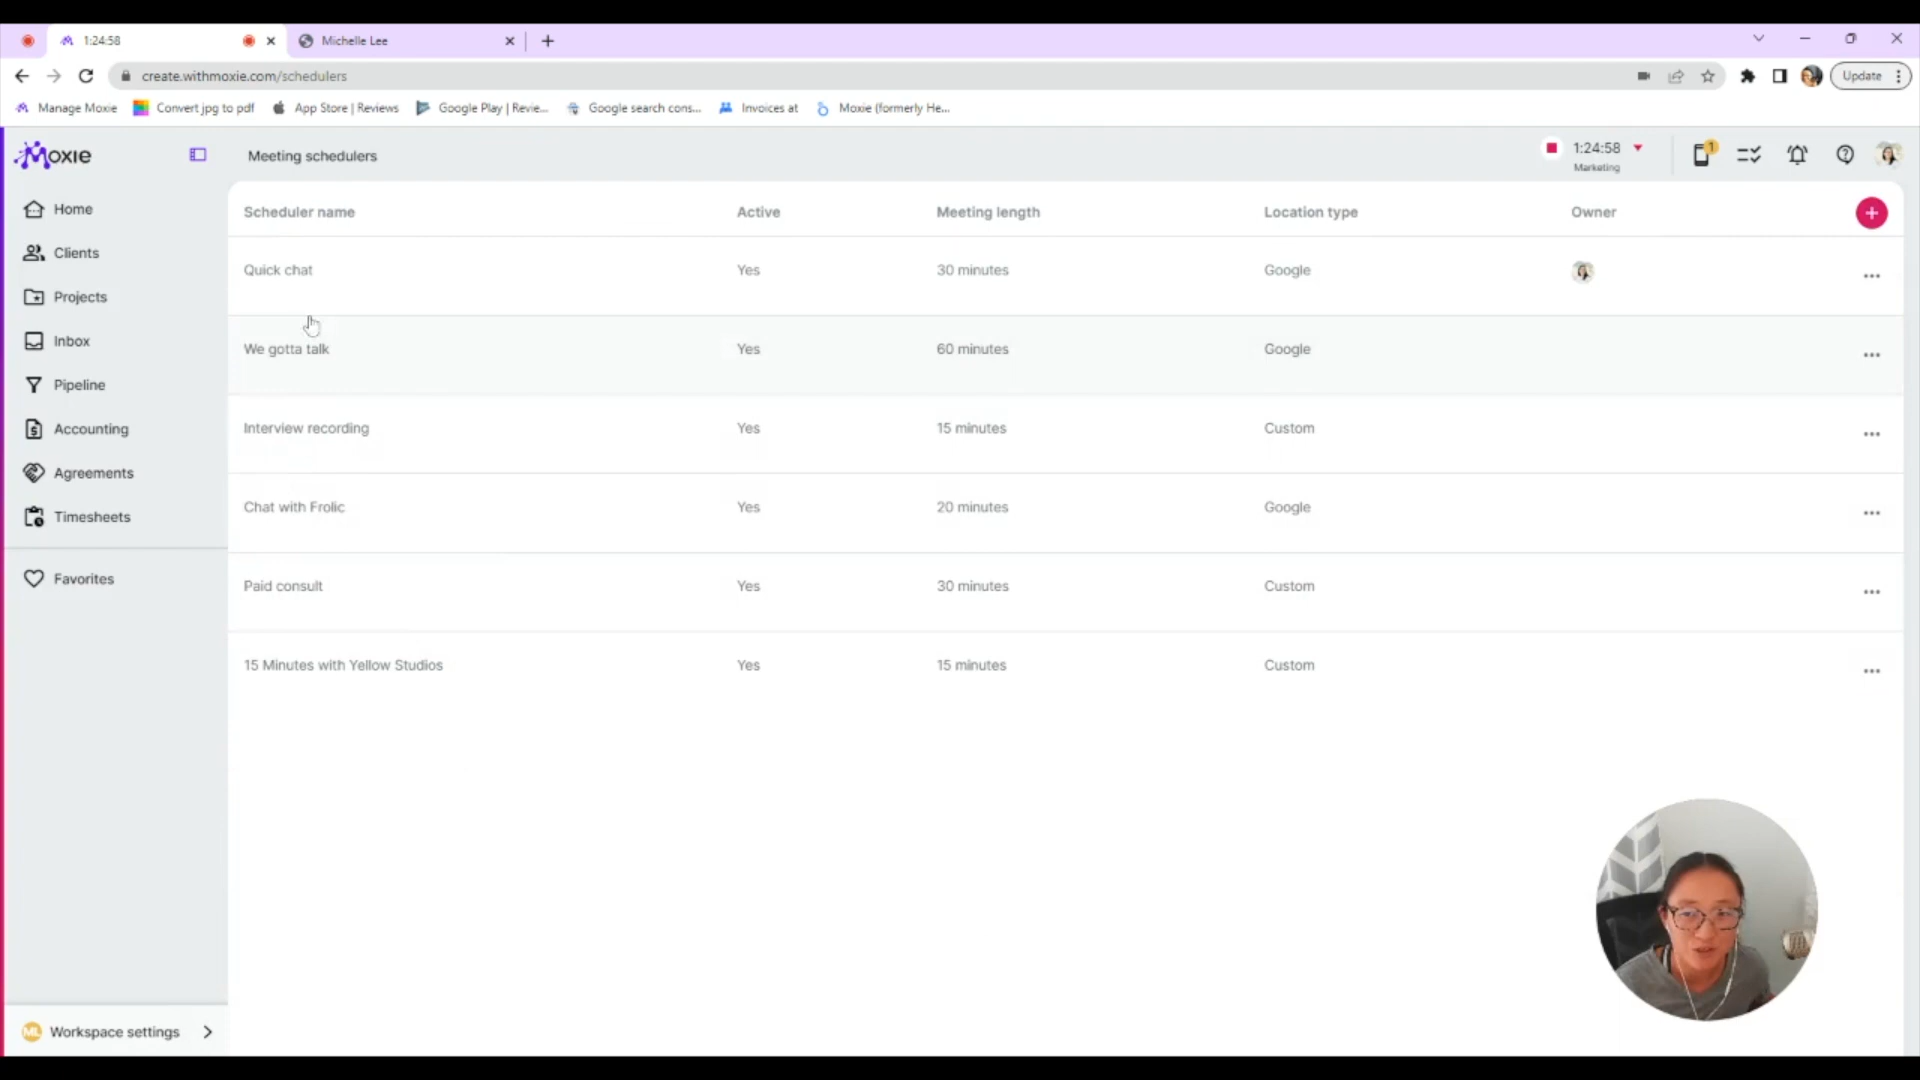 1:24:58
Michelle Lee
create.withmoxie.com/schedulers
Update
Manage Moxie
Convert jpg to pdf
App Store | Reviews
Google Play | Revie...
Google search cons...
Invoices at
Moxie (formerly He...
Moxie
Meeting schedulers
1:24:58
Marketing
1
Home
Clients
Projects
Inbox
Pipeline
Accounting
Agreements
Timesheets
Favorites
Scheduler name Active Meeting length Location type Owner
Quick chat Yes 30 minutes Google
We gotta talk Yes 60 minutes Google
Interview recording Yes 15 minutes Custom
Chat with Frolic Yes 20 minutes Google
Paid consult Yes 30 minutes Custom
15 Minutes with Yellow Studios Yes 15 minutes Custom
ML Workspace settings